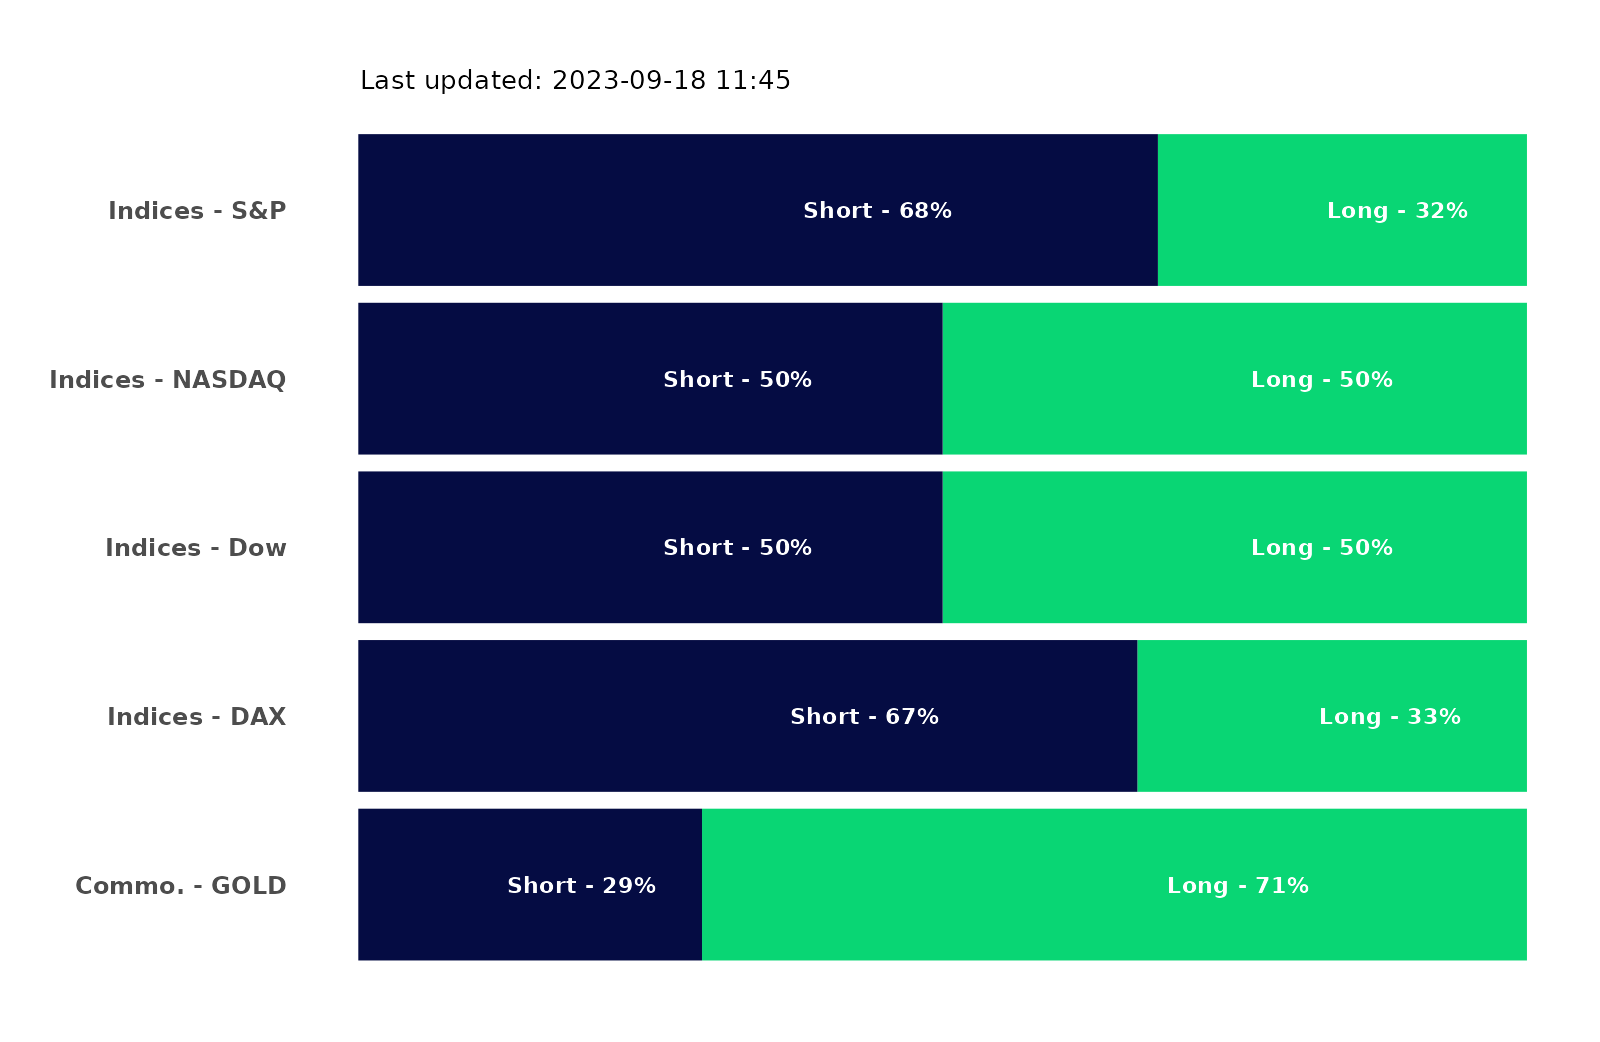 Last updated: 2023-09-18 11:45
Indices - S&P Short - 68% Long - 32%
Indices - NASDAQ Short - 50% Long - 50%
Indices - Dow Short - 50% Long - 50%
Indices - DAX Short - 67% Long - 33%
Commo. - GOLD Short - 29% Long - 71%